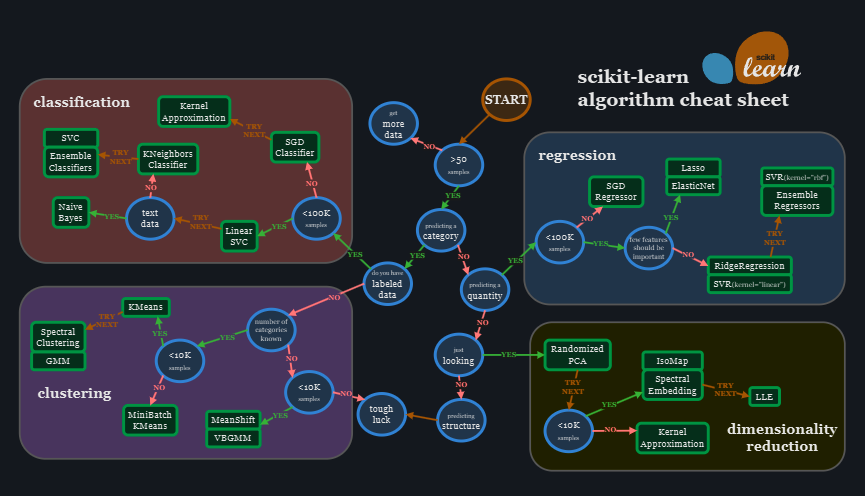 scikit
learn
scikit-learn
algorithm cheat sheet
START
get
more
data
NO
>50
samples
YES
predicting a
category
YES
NO
do you have
labeled
data
YES
NO
predicting a
quantity
YES
NO
just
looking
YES
NO
predicting
structure
tough
luck
classification
Kernel
Approximation
TRY
NEXT
SGD
Classifier
NO
<100K
samples
YES
Linear
SVC
TRY
NEXT
text
data
YES
Naive
Bayes
NO
KNeighbors
Classifier
TRY
NEXT
SVC
Ensemble
Classifiers
clustering
number of
categories
known
YES
NO
<10K
samples
YES
NO
KMeans
TRY
NEXT
Spectral
Clustering
GMM
MiniBatch
KMeans
<10K
samples
YES
NO
MeanShift
VBGMM
regression
<100K
samples
NO
SGD
Regressor
YES
few features
should be
important
YES
Lasso
ElasticNet
NO
RidgeRegression
SVR(kernel="linear")
TRY
NEXT
SVR(kernel="rbf")
Ensemble
Regressors
dimensionality
reduction
Randomized
PCA
TRY
NEXT
<10K
samples
YES
IsoMap
Spectral
Embedding
TRY
NEXT
LLE
NO
Kernel
Approximation